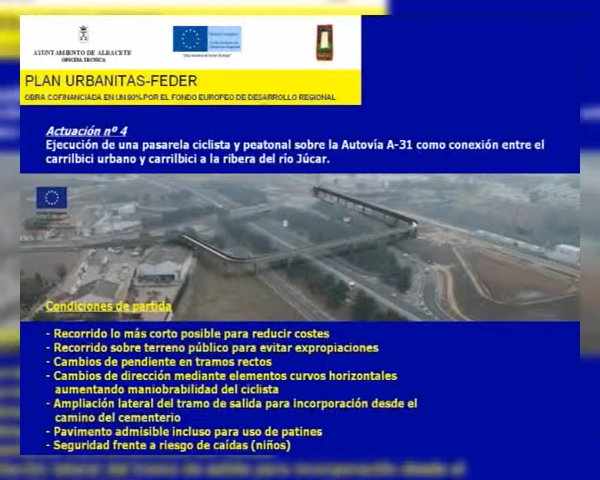 AYUNTAMIENTO DE ALBACETE
OFICINA TECNICA
PLAN URBANITAS-FEDER
OBRA COFINANCIADA EN UN 80% POR EL FONDO EUROPEO DE DESARROLLO REGIONAL
Actuación nº 4
Ejecución de una pasarela ciclista y peatonal sobre la Autovía A-31 como conexión entre el
carrilbici urbano y carrilbici a la ribera del río Júcar.
Condiciones de partida
- Recorrido lo más corto posible para reducir costes
- Recorrido sobre terreno público para evitar expropiaciones
- Cambios de pendiente en tramos rectos
- Cambios de dirección mediante elementos curvos horizontales
aumentando maniobrabilidad del ciclista
- Ampliación lateral del tramo de salida para incorporación desde el
camino del cementerio
- Pavimento admisible incluso para uso de patines
- Seguridad frente a riesgo de caídas (niños)